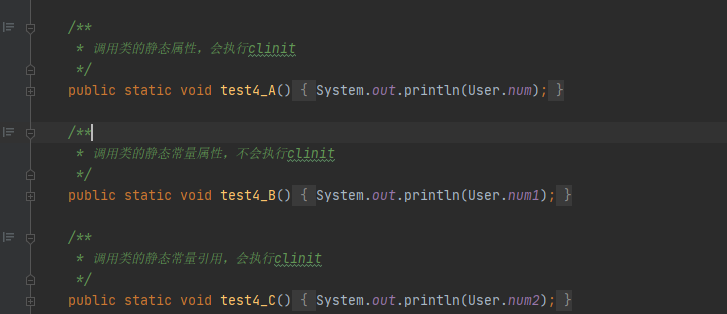 /**
* 调用类的静态属性，会执行clinit
*/
public static void test4_A() { System.out.println(User.num); }
/**
* 调用类的静态常量属性，不会执行clinit
*/
public static void test4_B() { System.out.println(User.num1); }
/**
* 调用类的静态常量引用，会执行clinit
*/
public static void test4_C() { System.out.println(User.num2); }